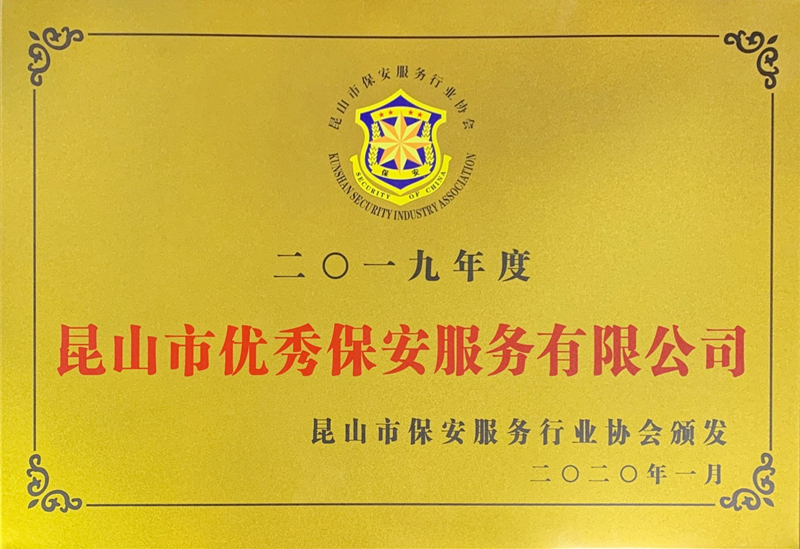 昆山市保安服务行业协会
保 安
SECURITY OF CHINA
KUNSHAN SECURITY INDUSTRY ASSOCIATION
二〇一九年度
昆山市优秀保安服务有限公司
昆山市保安服务行业协会颁发
二〇二〇年一月